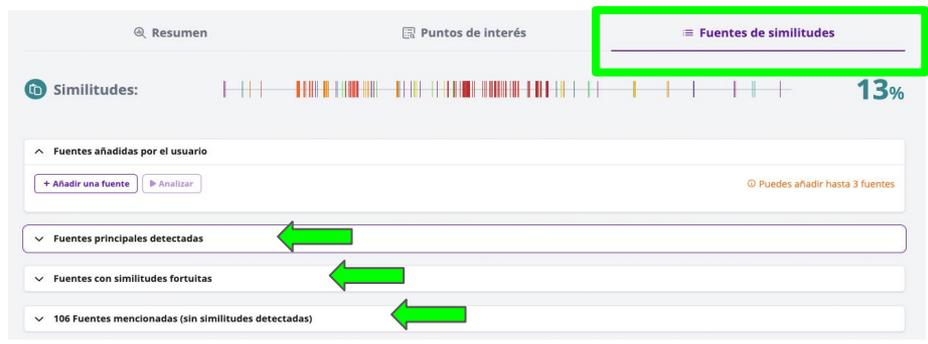 Resumen
Puntos de interés
Fuentes de similitudes
Similitudes:
13%
Fuentes añadidas por el usuario
+ Añadir una fuente
Analizar
Puedes añadir hasta 3 fuentes
Fuentes principales detectadas
Fuentes con similitudes fortuitas
106 Fuentes mencionadas (sin similitudes detectadas)